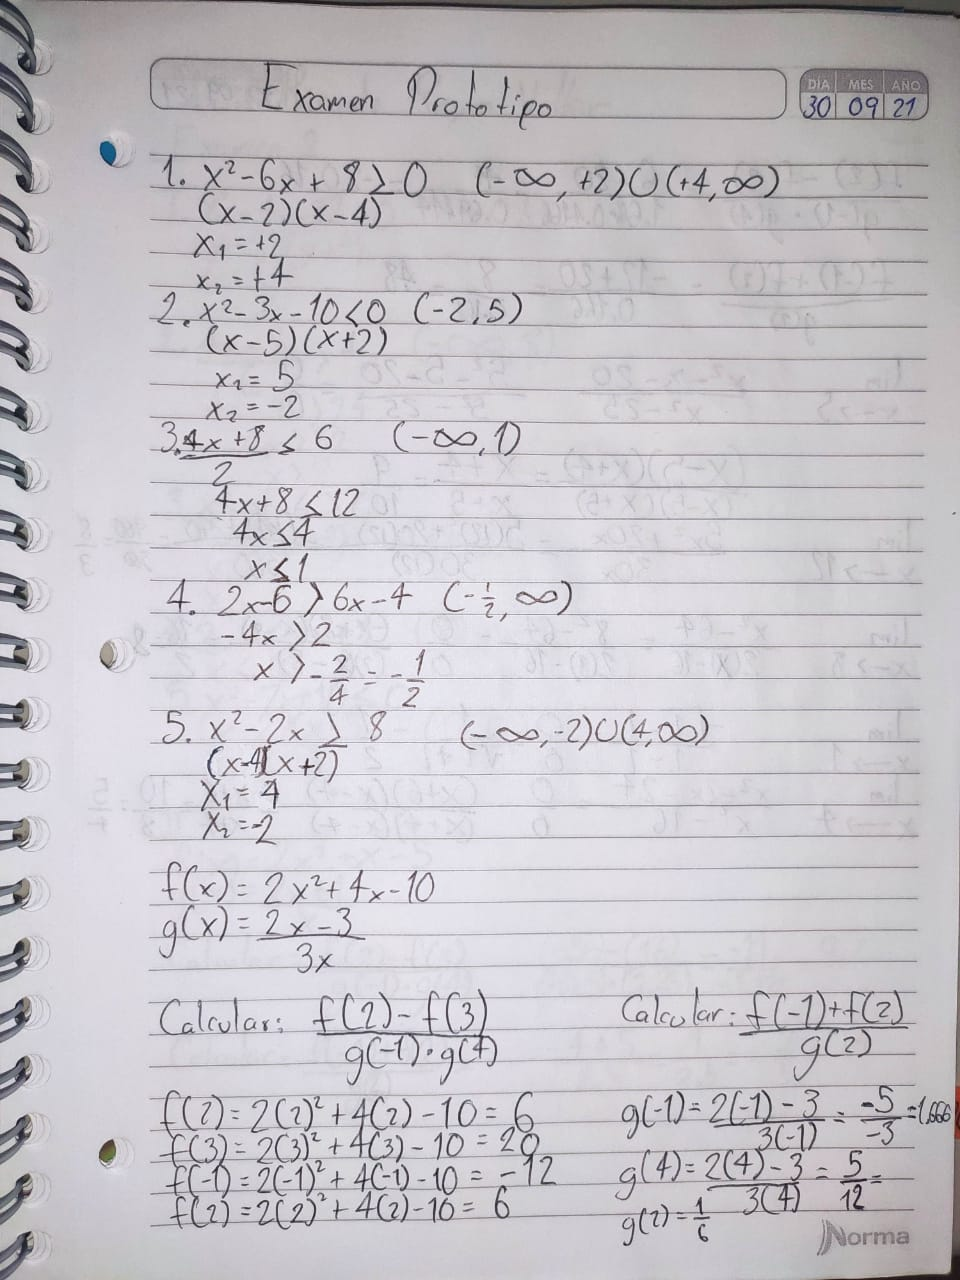 Examen Prototipo
DÍA MES AÑO
30 09 21
1. x²-6x+8≥0 (-∞,+2)∪(+4,∞)
(x-2)(x-4)
x₁=+2
x₂=+4
2. x²-3x-10<0 (-2,5)
(x-5)(x+2)
x₁=5
x₂=-2
3. 4x+8/2 ≤ 6 (-∞,1)
4x+8≤12
4x≤4
x≤1
4. 2x-6>6x-4 (-1/2,∞)
-4x>2
x>-2/4=-1/2
5. x²-2x≥8 (-∞,-2)∪(4,∞)
(x-4)(x+2)
x₁=4
x₂=-2
f(x)=2x²+4x-10
g(x)=2x-3/3x
Calcular: f(2)-f(3)/g(-1)·g(4) Calcular: f(-1)+f(2)/g(2)
f(2)=2(2)²+4(2)-10=6 g(-1)=2(-1)-3/3(-1)=-5/-3=1,666
f(3)=2(3)²+4(3)-10=20
f(-1)=2(-1)²+4(-1)-10=-12 g(4)=2(4)-3/3(4)=5/12=
f(2)=2(2)²+4(2)-10=6 g(2)=1/6
Norma